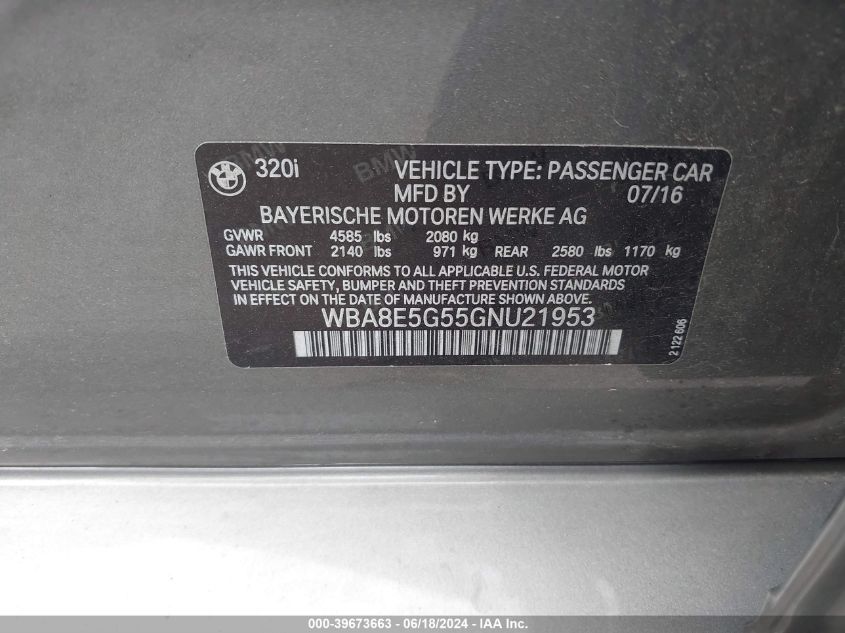 320i VEHICLE TYPE: PASSENGER CAR
MFD BY 07/16
BAYERISCHE MOTOREN WERKE AG
GVWR 4585 lbs 2080 kg
GAWR FRONT 2140 lbs 971 kg REAR 2580 lbs 1170 kg
THIS VEHICLE CONFORMS TO ALL APPLICABLE U.S. FEDERAL MOTOR
VEHICLE SAFETY, BUMPER AND THEFT PREVENTION STANDARDS
IN EFFECT ON THE DATE OF MANUFACTURE SHOWN ABOVE.
WBA8E5G55GNU21953
2 122 606
000-39673663 - 06/18/2024 - IAA Inc.